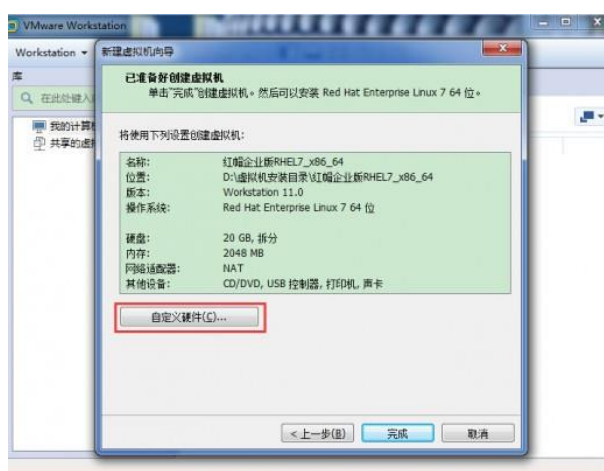 VMware Workstation
Workstation
新建虚拟机向导
库
在此处键入
我的计算机
共享的虚拟
已准备好创建虚拟机
单击"完成"创建虚拟机。然后可以安装 Red Hat Enterprise Linux 7 64 位。
将使用下列设置创建虚拟机:
名称: 红帽企业版RHEL7_x86_64
位置: D:\虚拟机安装目录\红帽企业版RHEL7_x86_64
版本: Workstation 11.0
操作系统: Red Hat Enterprise Linux 7 64 位
硬盘: 20 GB, 拆分
内存: 2048 MB
网络适配器: NAT
其他设备: CD/DVD, USB 控制器, 打印机, 声卡
自定义硬件(C)...
< 上一步(B)
完成
取消